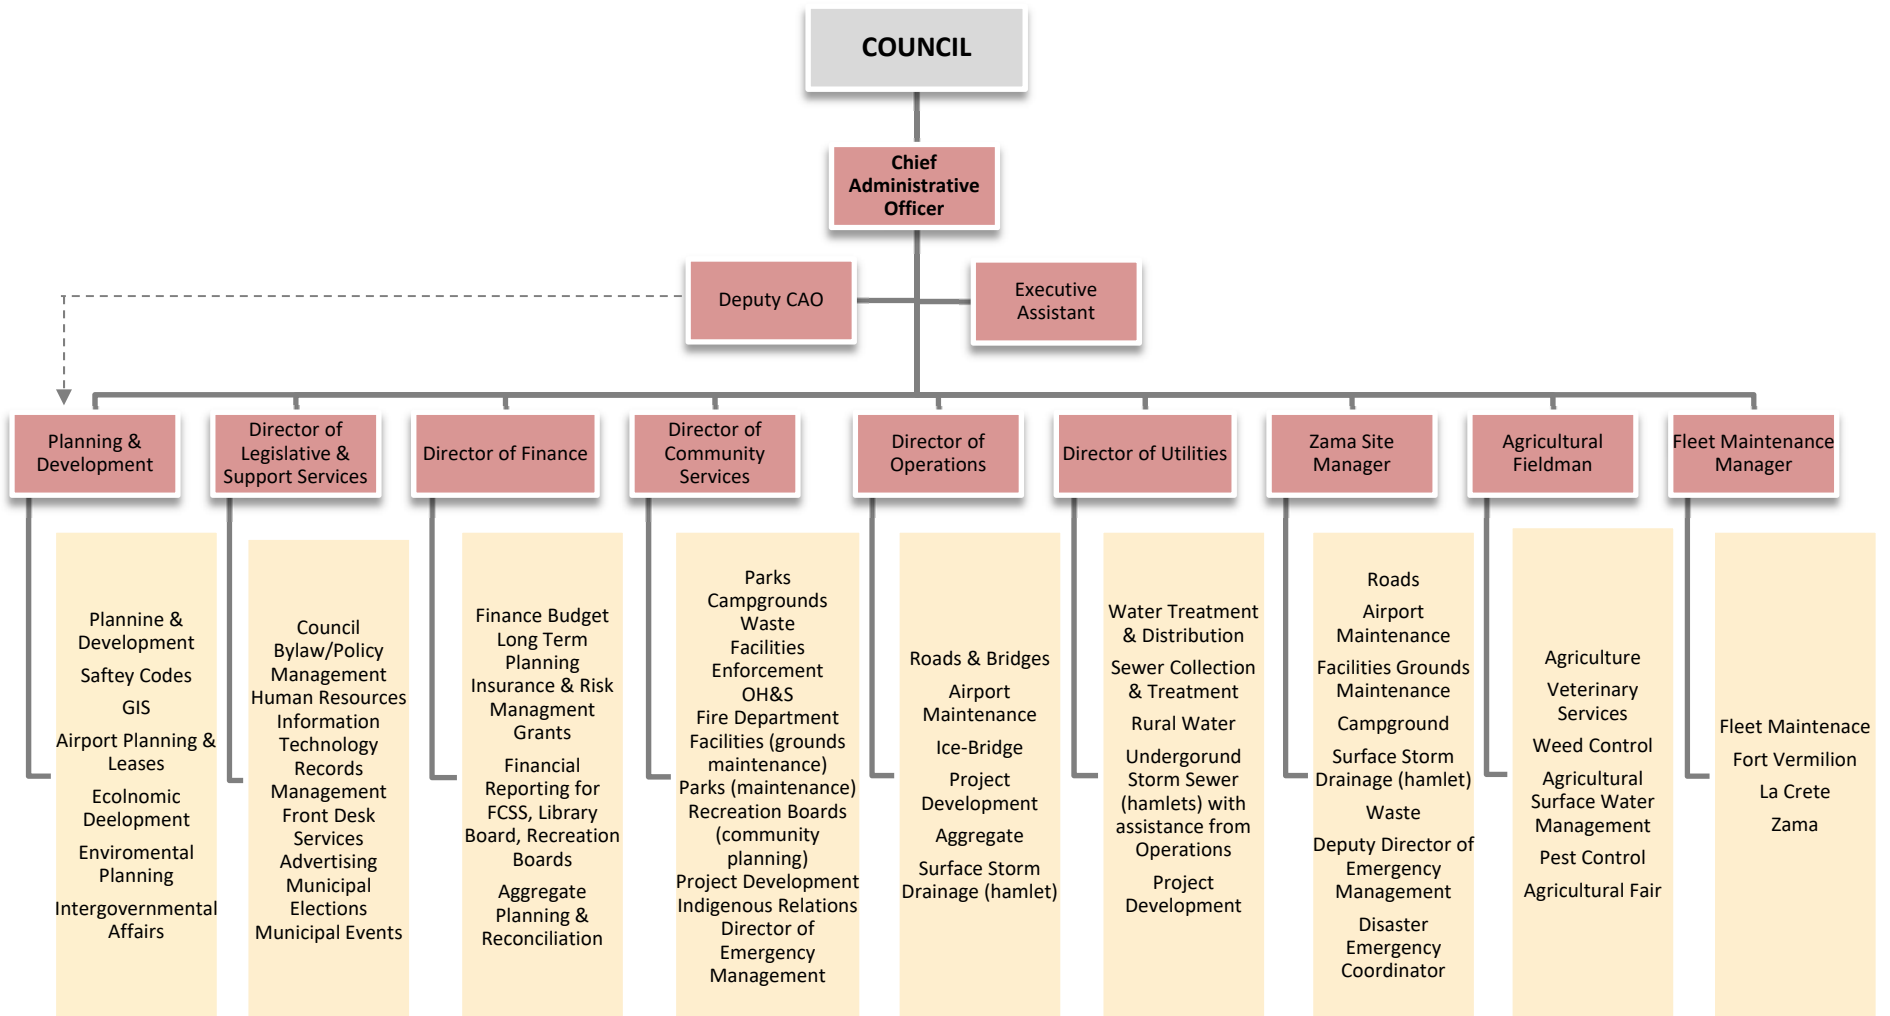 COUNCIL
Chief
Administrative
Officer
Deputy CAO
Executive
Assistant
Planning &
Development
Director of
Legislative &
Support Services
Director of Finance
Director of
Community
Services
Director of
Operations
Director of Utilities
Zama Site
Manager
Agricultural
Fieldman
Fleet Maintenance
Manager
Plannine &
Development
Saftey Codes
GIS
Airport Planning &
Leases
Ecolnomic
Deelopment
Enviromental
Planning
Intergovernmental
Affairs
Council
Bylaw/Policy
Management
Human Resources
Information
Technology
Records
Management
Front Desk
Services
Advertising
Municipal
Elections
Municipal Events
Finance Budget
Long Term
Planning
Insurance & Risk
Managment
Grants
Financial
Reporting for
FCSS, Library
Board, Recreation
Boards
Aggregate
Planning &
Reconciliation
Parks
Campgrounds
Waste
Facilities
Enforcement
OH&S
Fire Department
Facilities (grounds
maintenance)
Parks (maintenance)
Recreation Boards
(community
planning)
Project Development
Indigenous Relations
Director of
Emergency
Management
Roads & Bridges
Airport
Maintenance
Ice-Bridge
Project
Development
Aggregate
Surface Storm
Drainage (hamlet)
Water Treatment
& Distribution
Sewer Collection
& Treatment
Rural Water
Undergorund
Storm Sewer
(hamlets) with
assistance from
Operations
Project
Development
Roads
Airport
Maintenance
Facilities Grounds
Maintenance
Campground
Surface Storm
Drainage (hamlet)
Waste
Deputy Director of
Emergency
Management
Disaster
Emergency
Coordinator
Agriculture
Veterinary
Services
Weed Control
Agricultural
Surface Water
Management
Pest Control
Agricultural Fair
Fleet Maintenace
Fort Vermilion
La Crete
Zama